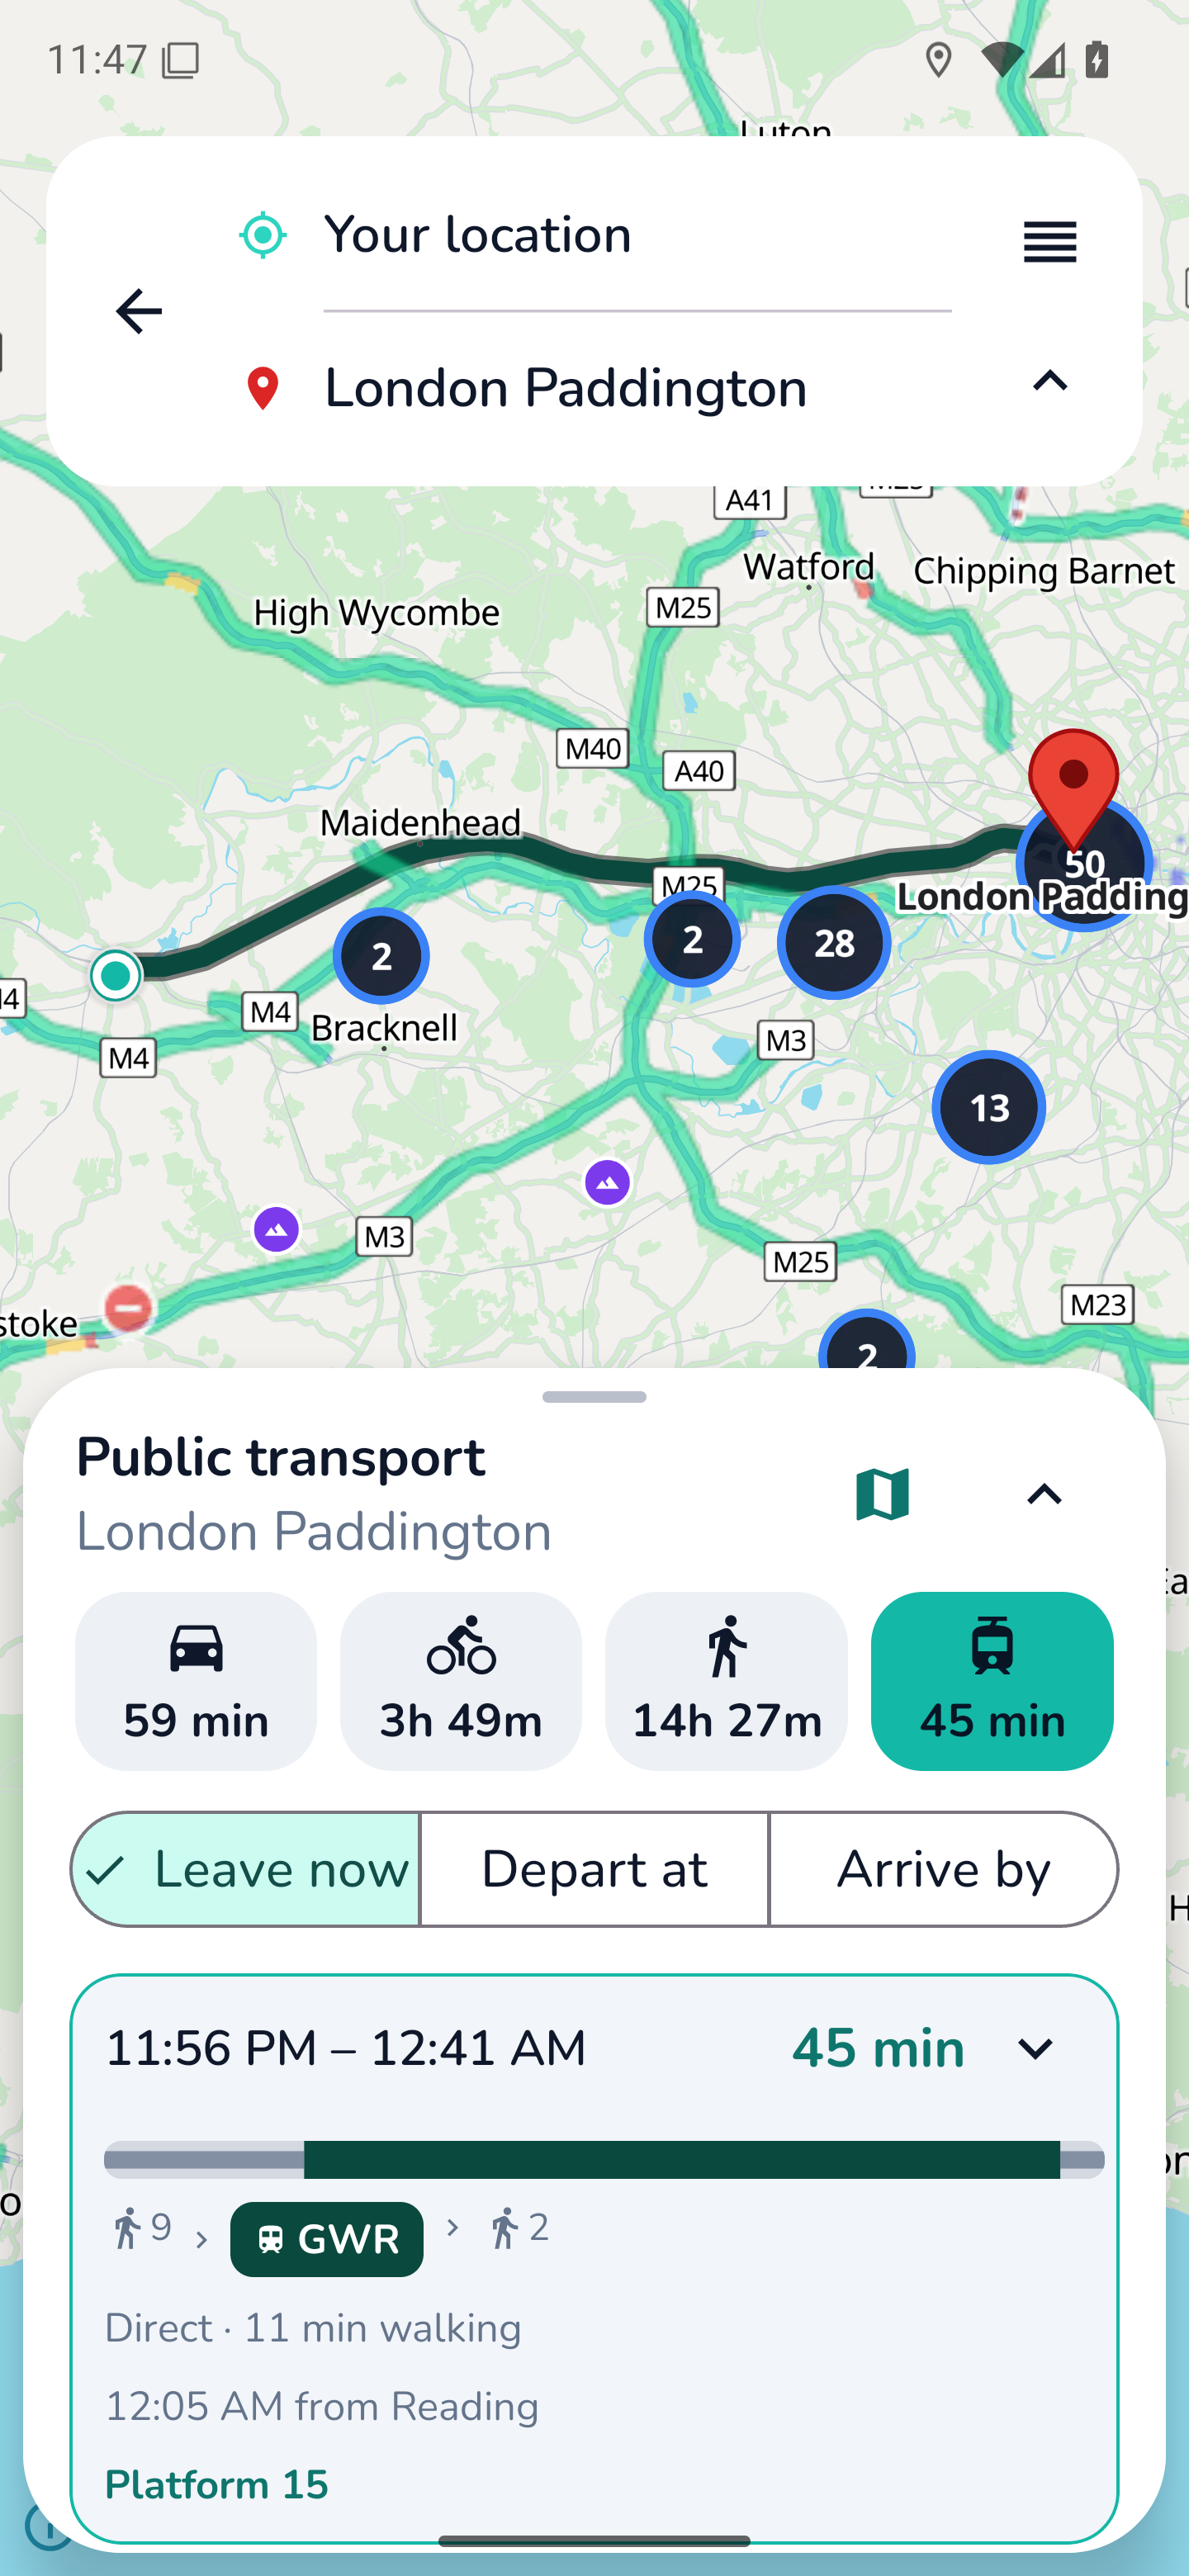 11:47
Luton
Your location
London Paddington
A41
M25
Watford
Chipping Barnet
M25
High Wycombe
M40
A40
Maidenhead
M25
50
London Padding
2
2
28
M4
M4
Bracknell
M4
M3
13
M3
M25
stoke
M23
2
Public transport
London Paddington
59 min
3h 49m
14h 27m
45 min
Leave now
Depart at
Arrive by
11:56 PM – 12:41 AM
45 min
9
GWR
2
Direct · 11 min walking
12:05 AM from Reading
Platform 15